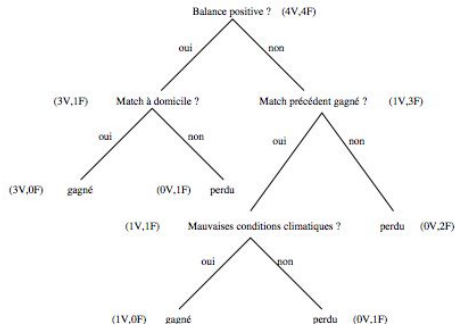 Balance positive ? (4V,4F)
oui non
(3V,1F) Match à domicile ? Match précédent gagné ? (1V,3F)
oui non oui non
(3V,0F) gagné (0V,1F) perdu
(1V,1F) Mauvaises conditions climatiques ? perdu (0V,2F)
oui non
(1V,0F) gagné perdu (0V,1F)